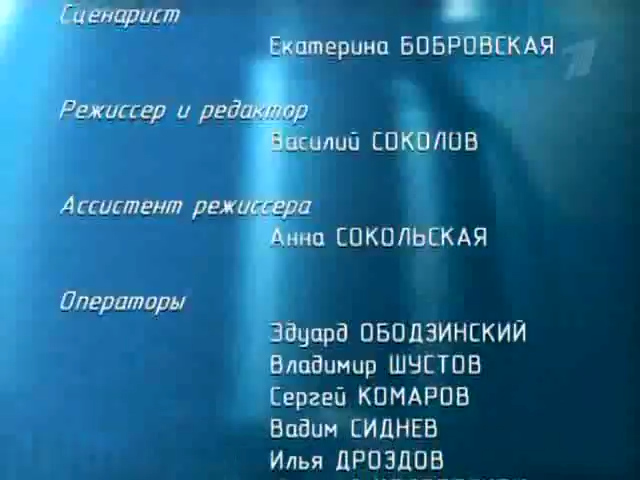 Сценарист
Екатерина БОБРОВСКАЯ
Режиссер и редактор
Василий СОКОЛОВ
Ассистент режиссера
Анна СОКОЛЬСКАЯ
Операторы
Эдуард ОБОДЗИНСКИЙ
Владимир ШУСТОВ
Сергей КОМАРОВ
Вадим СИДНЕВ
Илья ДРОЗДОВ